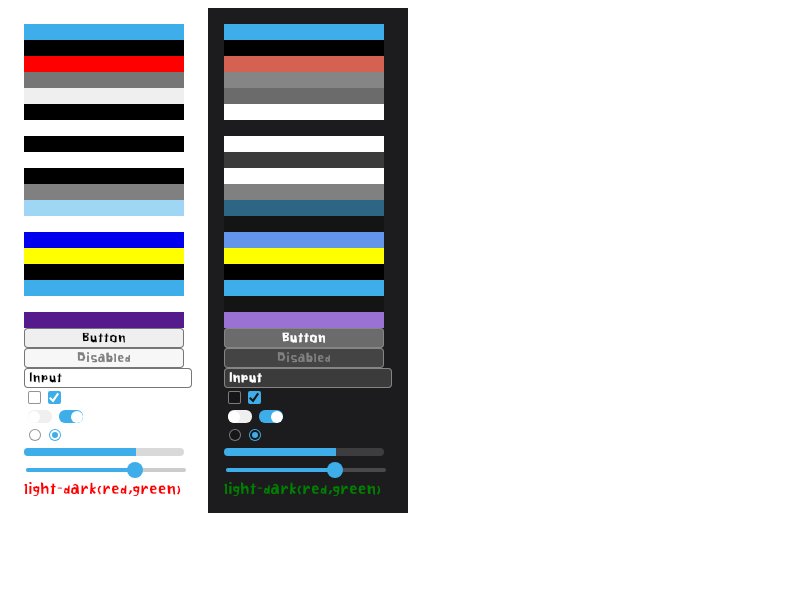 Button
Disabled
Input
light-dark(red,green)
Button
Disabled
Input
light-dark(red,green)